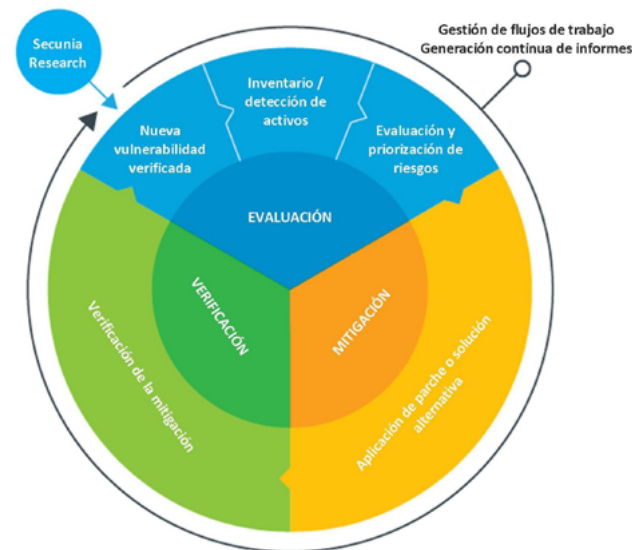 Secunia
Research
Gestión de flujos de trabajo
Generación continua de informes
Inventario /
detección de
activos
Nueva
vulnerabilidad
verificada
Evaluación y
priorización de
riesgos
EVALUACIÓN
VERIFICACIÓN
MITIGACIÓN
Verificación de la mitigación
Aplicación de parche o solución
alternativa